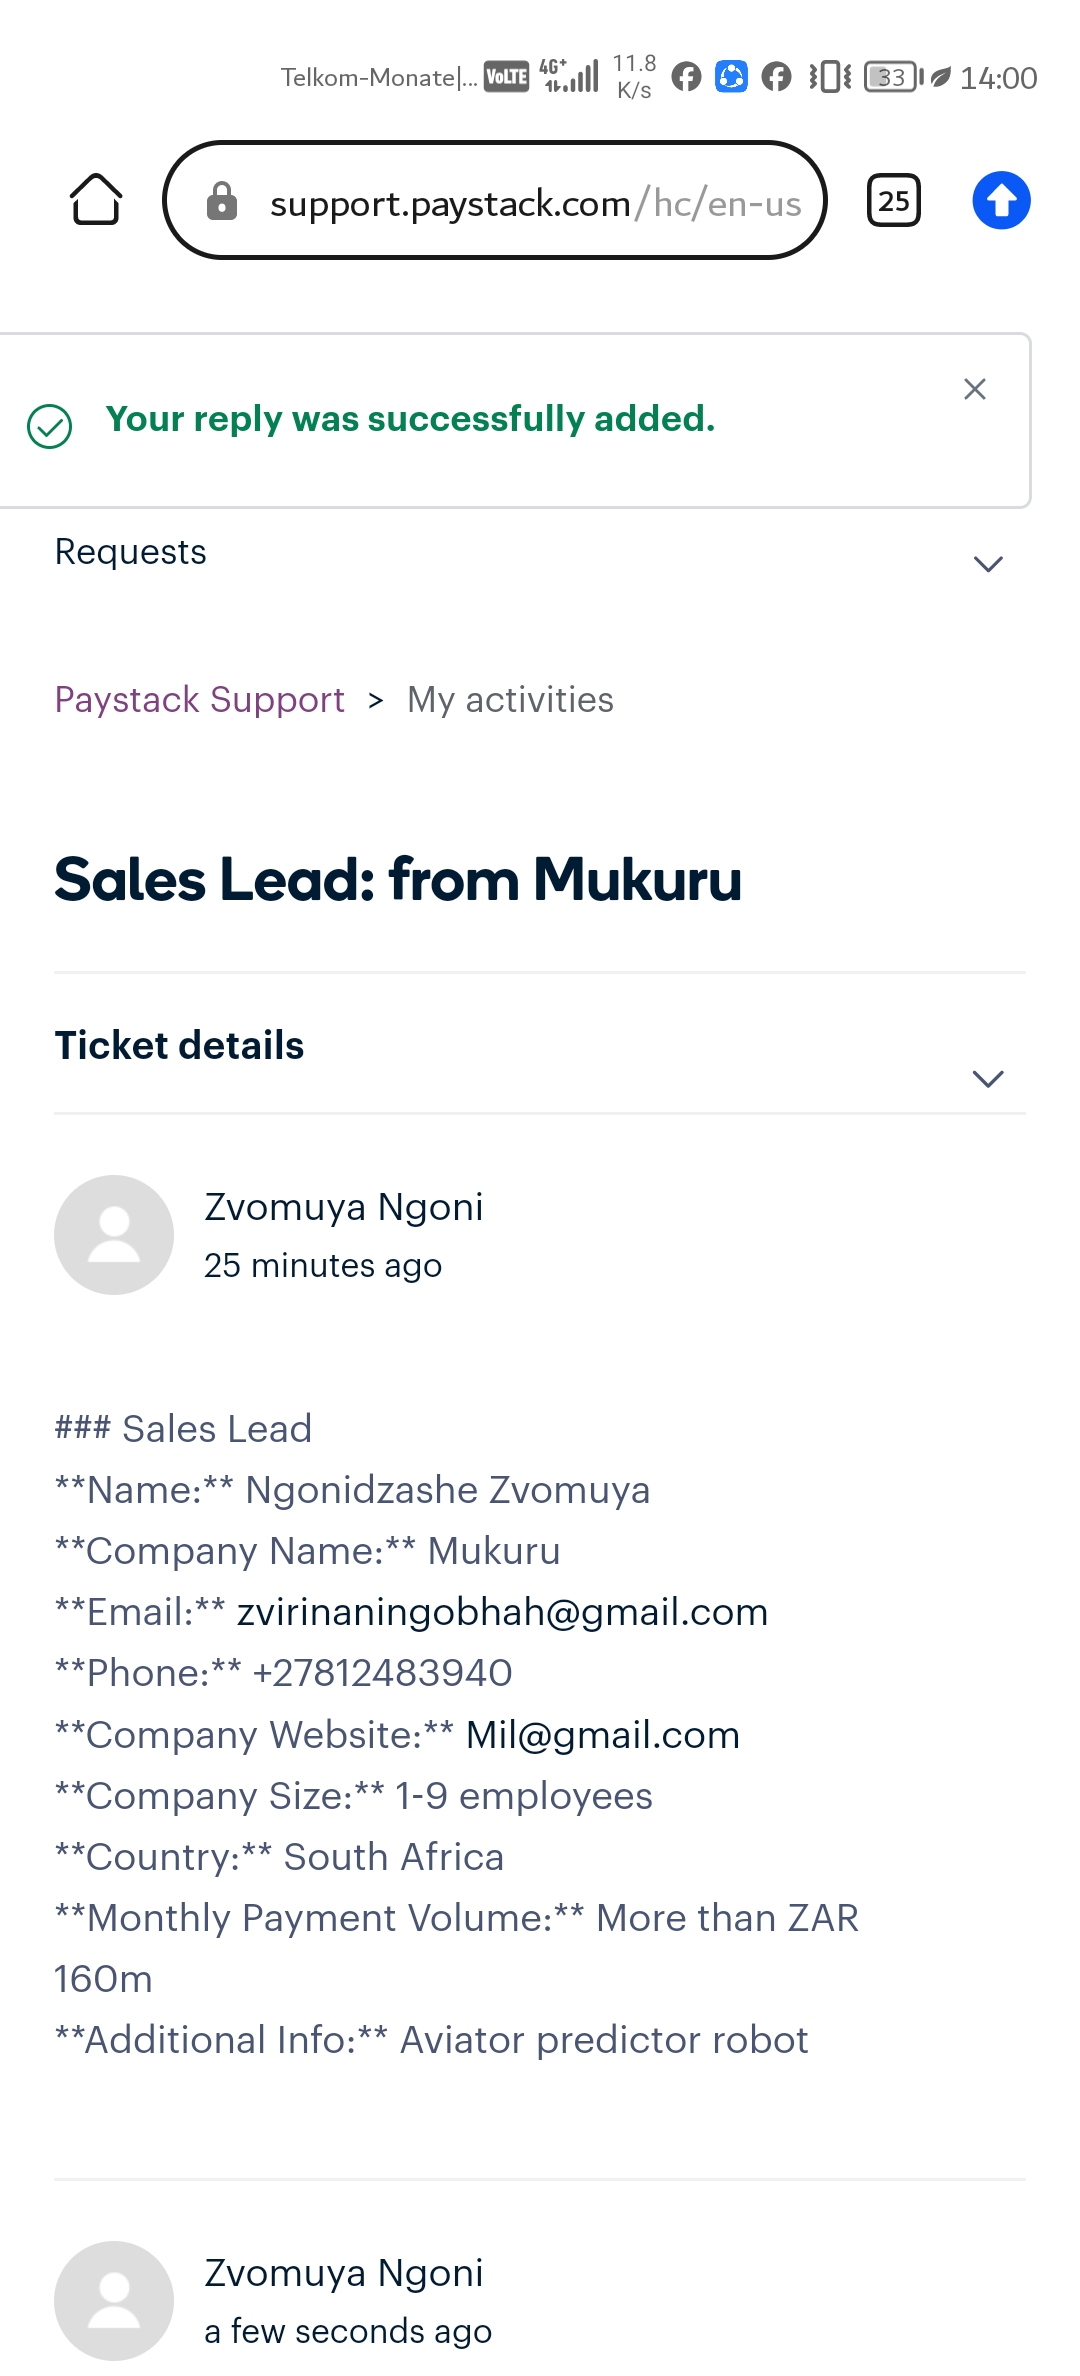 Telkom-Monate|... VoLTE 4G+ 11.8 K/s 33 14:00
support.paystack.com/hc/en-us 25
Your reply was successfully added.
Requests
Paystack Support > My activities
Sales Lead: from Mukuru
Ticket details
Zvomuya Ngoni
25 minutes ago
### Sales Lead
**Name:** Ngonidzashe Zvomuya
**Company Name:** Mukuru
**Email:** zvirinaningobhah@gmail.com
**Phone:** +27812483940
**Company Website:** Mil@gmail.com
**Company Size:** 1-9 employees
**Country:** South Africa
**Monthly Payment Volume:** More than ZAR
160m
**Additional Info:** Aviator predictor robot
Zvomuya Ngoni
a few seconds ago